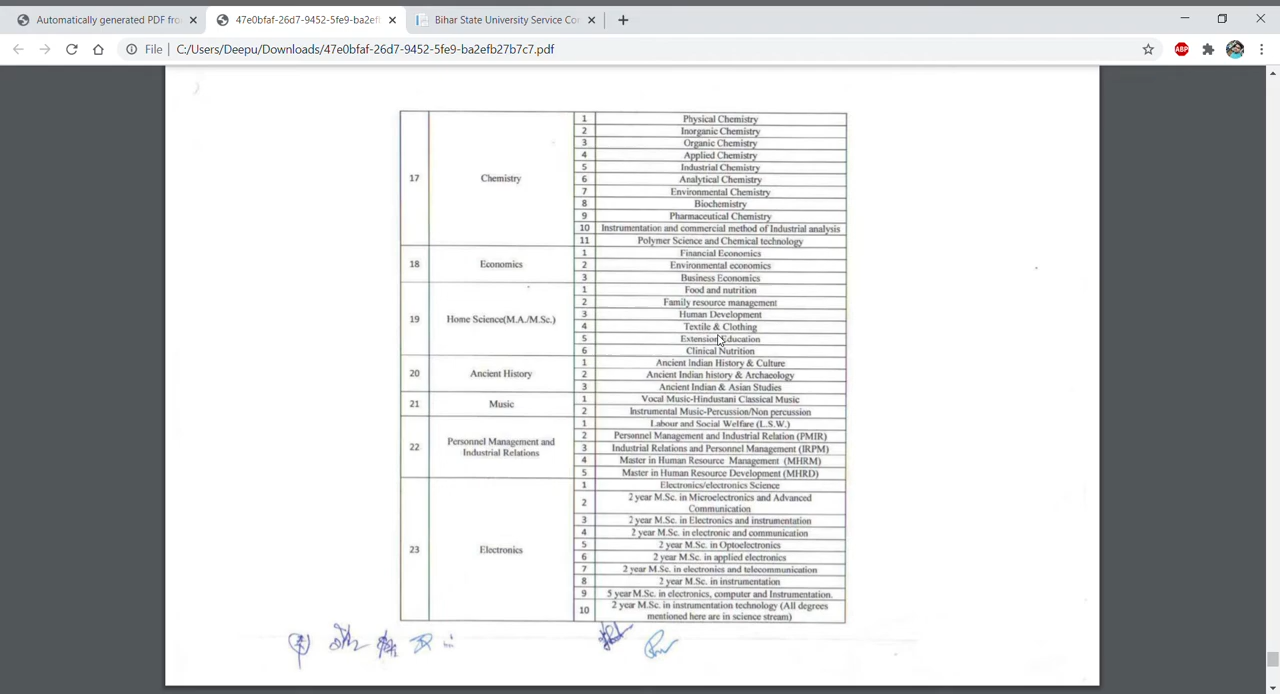 Automatically generated PDF fro
47e0bfaf-26d7-9452-5fe9-ba2ef
Bihar State University Service Co
File | C:/Users/Deepu/Downloads/47e0bfaf-26d7-9452-5fe9-ba2efb27b7c7.pdf
ABP
17 Chemistry
1 Physical Chemistry
2 Inorganic Chemistry
3 Organic Chemistry
4 Applied Chemistry
5 Industrial Chemistry
6 Analytical Chemistry
7 Environmental Chemistry
8 Biochemistry
9 Pharmaceutical Chemistry
10 Instrumentation and commercial method of Industrial analysis
11 Polymer Science and Chemical technology
18 Economics
1 Financial Economics
2 Environmental economics
3 Business Economics
19 Home Science(M.A./M.Sc.)
1 Food and nutrition
2 Family resource management
3 Human Development
4 Textile & Clothing
5 Extension Education
6 Clinical Nutrition
20 Ancient History
1 Ancient Indian History & Culture
2 Ancient Indian history & Archaeology
3 Ancient Indian & Asian Studies
21 Music
1 Vocal Music-Hindustani Classical Music
2 Instrumental Music-Percussion/Non percussion
22 Personnel Management and
Industrial Relations
1 Labour and Social Welfare (L.S.W.)
2 Personnel Management and Industrial Relation (PMIR)
3 Industrial Relations and Personnel Management (IRPM)
4 Master in Human Resource Management (MHRM)
5 Master in Human Resource Development (MHRD)
23 Electronics
1 Electronics/electronics Science
2 2 year M.Sc. in Microelectronics and Advanced
Communication
3 2 year M.Sc. in Electronics and instrumentation
4 2 year M.Sc. in electronic and communication
5 2 year M.Sc. in Optoelectronics
6 2 year M.Sc. in applied electronics
7 2 year M.Sc. in electronics and telecommunication
8 2 year M.Sc. in instrumentation
9 5 year M.Sc. in electronics, computer and Instrumentation.
10 2 year M.Sc. in instrumentation technology (All degrees
mentioned here are in science stream)